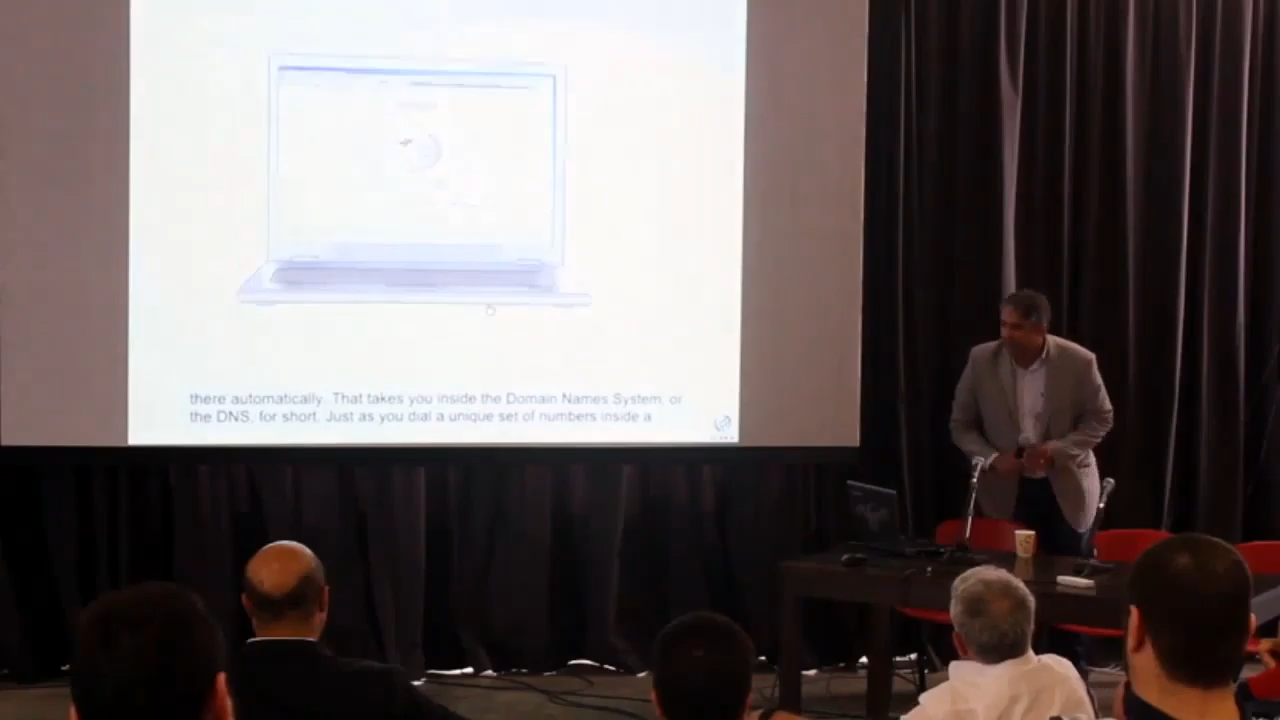 there automatically. That takes you inside the Domain Names System, or
the DNS, for short. Just as you dial a unique set of numbers inside a